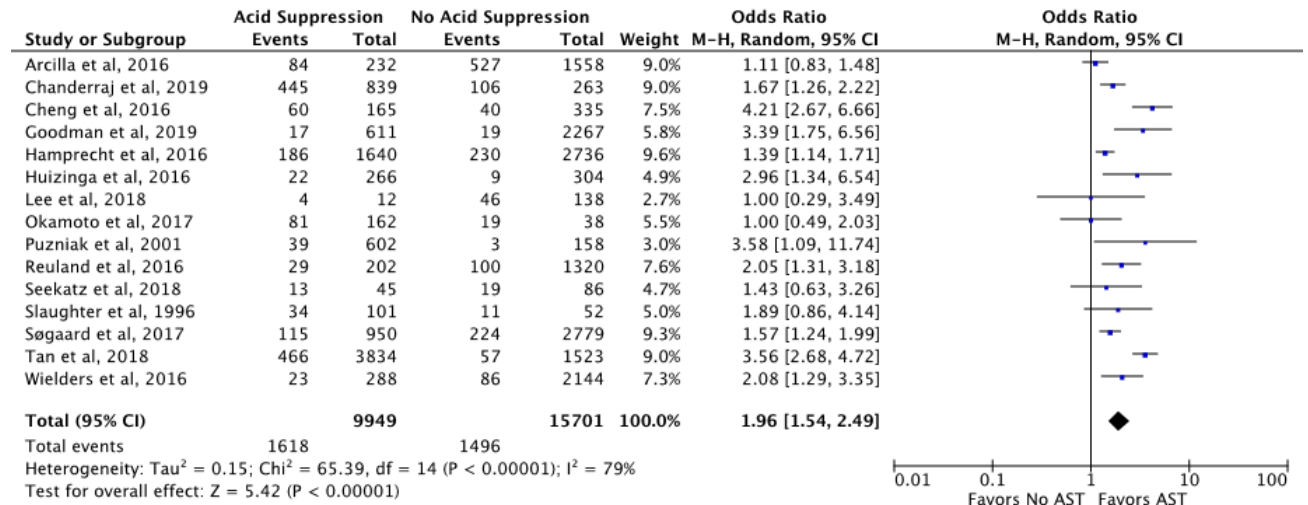 Acid Suppression No Acid Suppression Odds Ratio Odds Ratio
Study or Subgroup Events Total Events Total Weight M-H, Random, 95% CI M-H, Random, 95% CI
Arcilla et al, 2016 84 232 527 1558 9.0% 1.11 [0.83, 1.48]
Chanderraj et al, 2019 445 839 106 263 9.0% 1.67 [1.26, 2.22]
Cheng et al, 2016 60 165 40 335 7.5% 4.21 [2.67, 6.66]
Goodman et al, 2019 17 611 19 2267 5.8% 3.39 [1.75, 6.56]
Hamprecht et al, 2016 186 1640 230 2736 9.6% 1.39 [1.14, 1.71]
Huizinga et al, 2016 22 266 9 304 4.9% 2.96 [1.34, 6.54]
Lee et al, 2018 4 12 46 138 2.7% 1.00 [0.29, 3.49]
Okamoto et al, 2017 81 162 19 38 5.5% 1.00 [0.49, 2.03]
Puzniak et al, 2001 39 602 3 158 3.0% 3.58 [1.09, 11.74]
Reuland et al, 2016 29 202 100 1320 7.6% 2.05 [1.31, 3.18]
Seekatz et al, 2018 13 45 19 86 4.7% 1.43 [0.63, 3.26]
Slaughter et al, 1996 34 101 11 52 5.0% 1.89 [0.86, 4.14]
Søgaard et al, 2017 115 950 224 2779 9.3% 1.57 [1.24, 1.99]
Tan et al, 2018 466 3834 57 1523 9.0% 3.56 [2.68, 4.72]
Wielders et al, 2016 23 288 86 2144 7.3% 2.08 [1.29, 3.35]
Total (95% CI) 9949 15701 100.0% 1.96 [1.54, 2.49]
Total events 1618 1496
Heterogeneity: Tau² = 0.15; Chi² = 65.39, df = 14 (P < 0.00001); I² = 79%
Test for overall effect: Z = 5.42 (P < 0.00001)
0.01 0.1 1 10 100
Favors No AST Favors AST